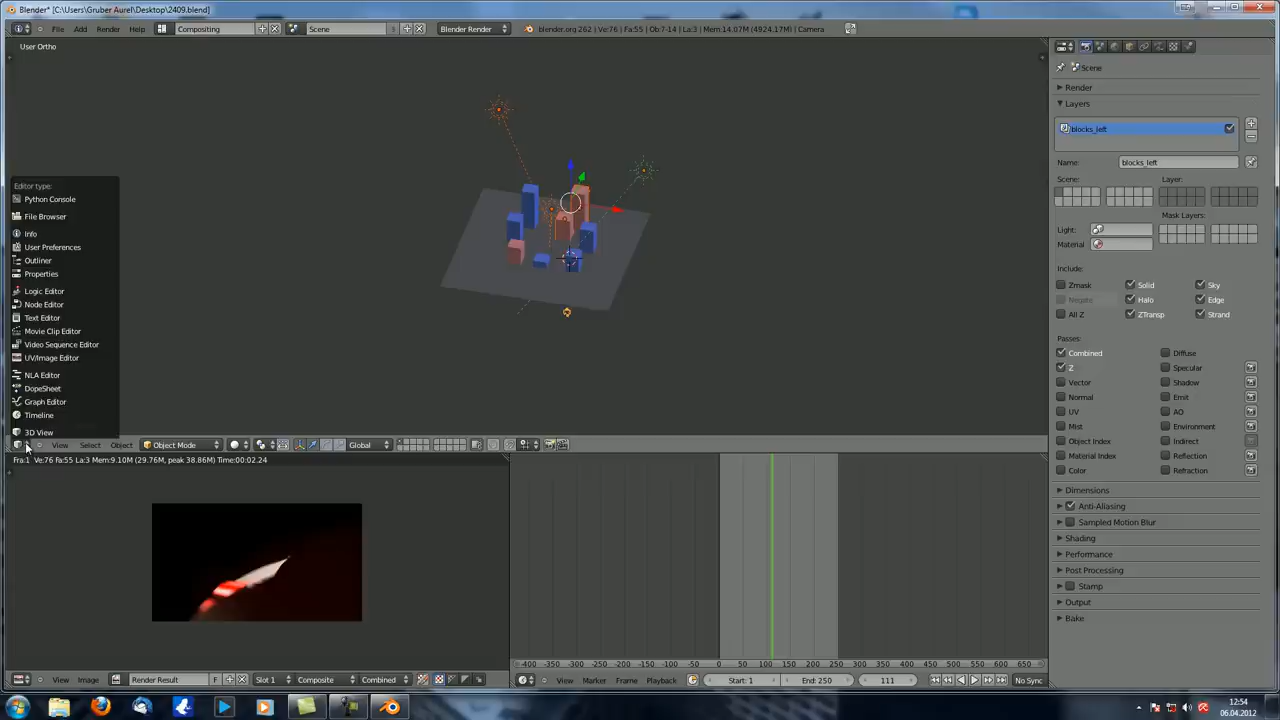 Blender* [C:\Users\Gruber Aurel\Desktop\2409.blend]
File Add Render Help Compositing Scene 3 Blender Render blender.org 262 | Ve:76 | Fa:55 | Ob:7-14 | La:3 | Mem:14.07M (4924.17M) | Camera
User Ortho
Scene
Render
Layers
blocks_left
Name: blocks_left
Scene: Layer:
Mask Layers:
Light:
Material
Include:
Zmask Solid Sky
Negate Halo Edge
All Z ZTransp Strand
Passes:
Combined Diffuse
Z Specular
Vector Shadow
Normal Emit
UV AO
Mist Environment
Object Index Indirect
Material Index Reflection
Color Refraction
Dimensions
Anti-Aliasing
Sampled Motion Blur
Shading
Performance
Post Processing
Stamp
Output
Bake
Editor type:
Python Console
File Browser
Info
User Preferences
Outliner
Properties
Logic Editor
Node Editor
Text Editor
Movie Clip Editor
Video Sequence Editor
UV/Image Editor
NLA Editor
DopeSheet
Graph Editor
Timeline
3D View
View Select Object Object Mode Global
Fra:1 Ve:76 Fa:55 La:3 Mem:9.10M (29.76M, peak 38.86M) Time:00:02.24
-400 -350 -300 -250 -200 -150 -100 -50 0 50 100 150 200 250 300 350 400 450 500 550 600 650
View Image Render Result F Slot 1 Composite Combined
View Marker Frame Playback Start: 1 End: 250 111 No Sync
12:54
06.04.2012